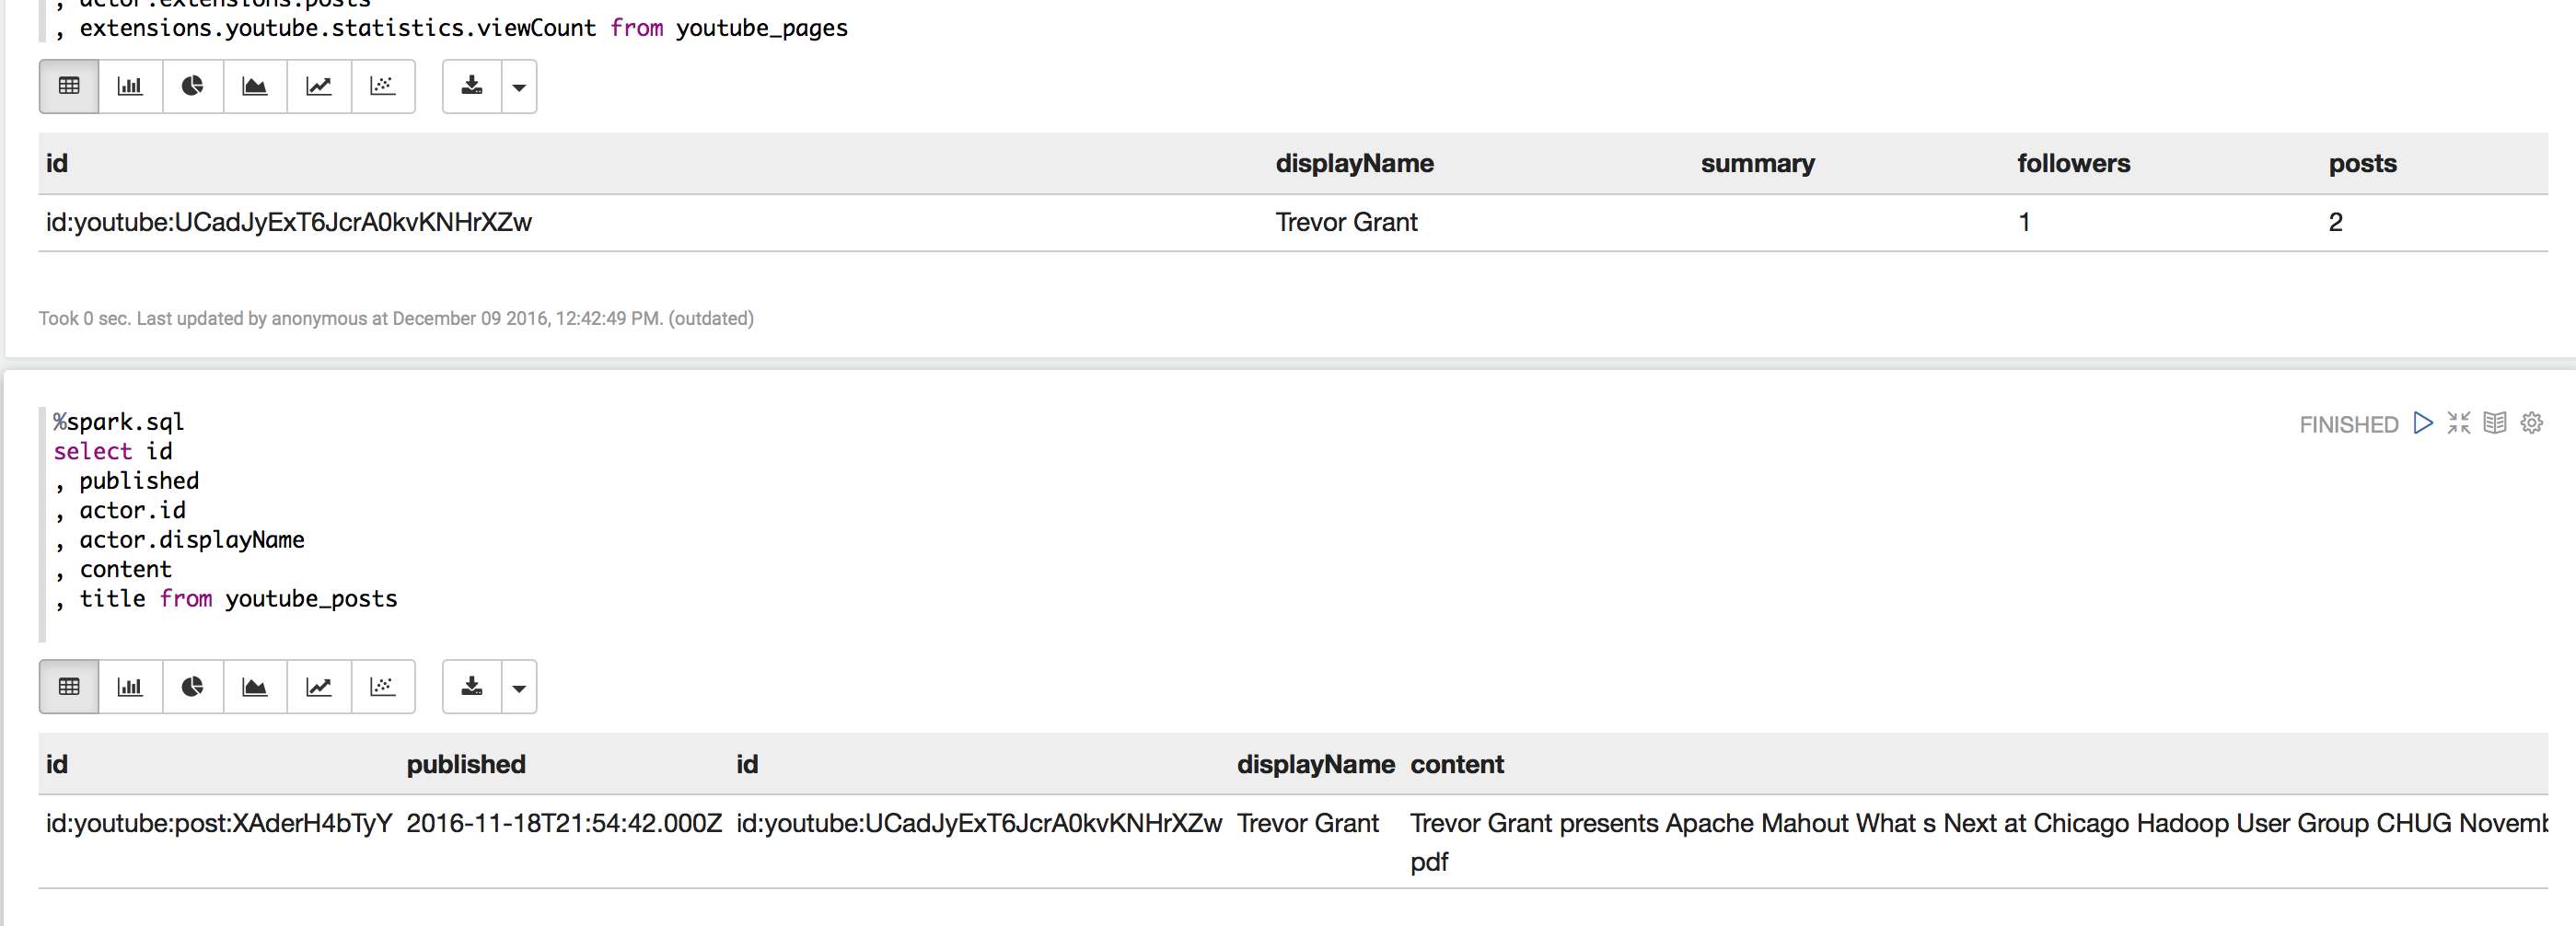 , actor.extensions.posts
, extensions.youtube.statistics.viewCount from youtube_pages
id displayName summary followers posts
id:youtube:UCadJyExT6JcrA0kvKNHrXZw Trevor Grant 1 2
Took 0 sec. Last updated by anonymous at December 09 2016, 12:42:49 PM. (outdated)
%spark.sql
FINISHED
select id
, published
, actor.id
, actor.displayName
, content
, title from youtube_posts
id published id displayName content
id:youtube:post:XAderH4bTyY 2016-11-18T21:54:42.000Z id:youtube:UCadJyExT6JcrA0kvKNHrXZw Trevor Grant Trevor Grant presents Apache Mahout What s Next at Chicago Hadoop User Group CHUG Novemb
pdf